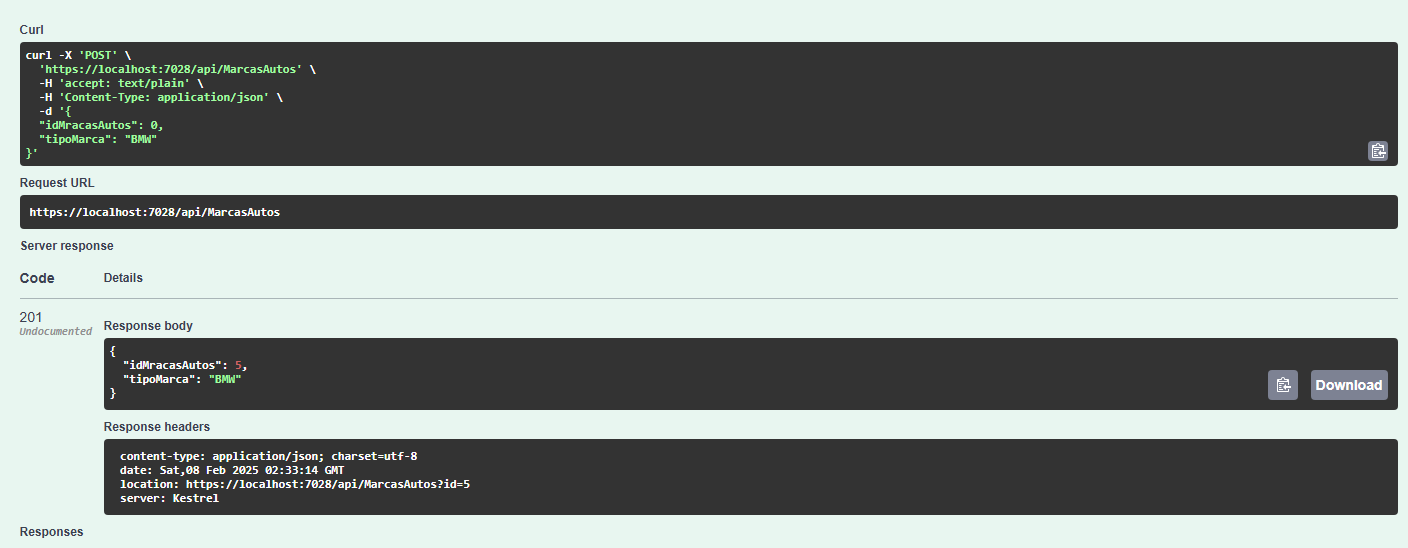 Curl
curl -X 'POST' \
  'https://localhost:7028/api/MarcasAutos' \
  -H 'accept: text/plain' \
  -H 'Content-Type: application/json' \
  -d '{
  "idMracasAutos": 0,
  "tipoMarca": "BMW"
}'
Request URL
https://localhost:7028/api/MarcasAutos
Server response
Code Details
201
Undocumented
Response body
{
  "idMracasAutos": 5,
  "tipoMarca": "BMW"
}
Download
Response headers
content-type: application/json; charset=utf-8
date: Sat,08 Feb 2025 02:33:14 GMT
location: https://localhost:7028/api/MarcasAutos?id=5
server: Kestrel
Responses